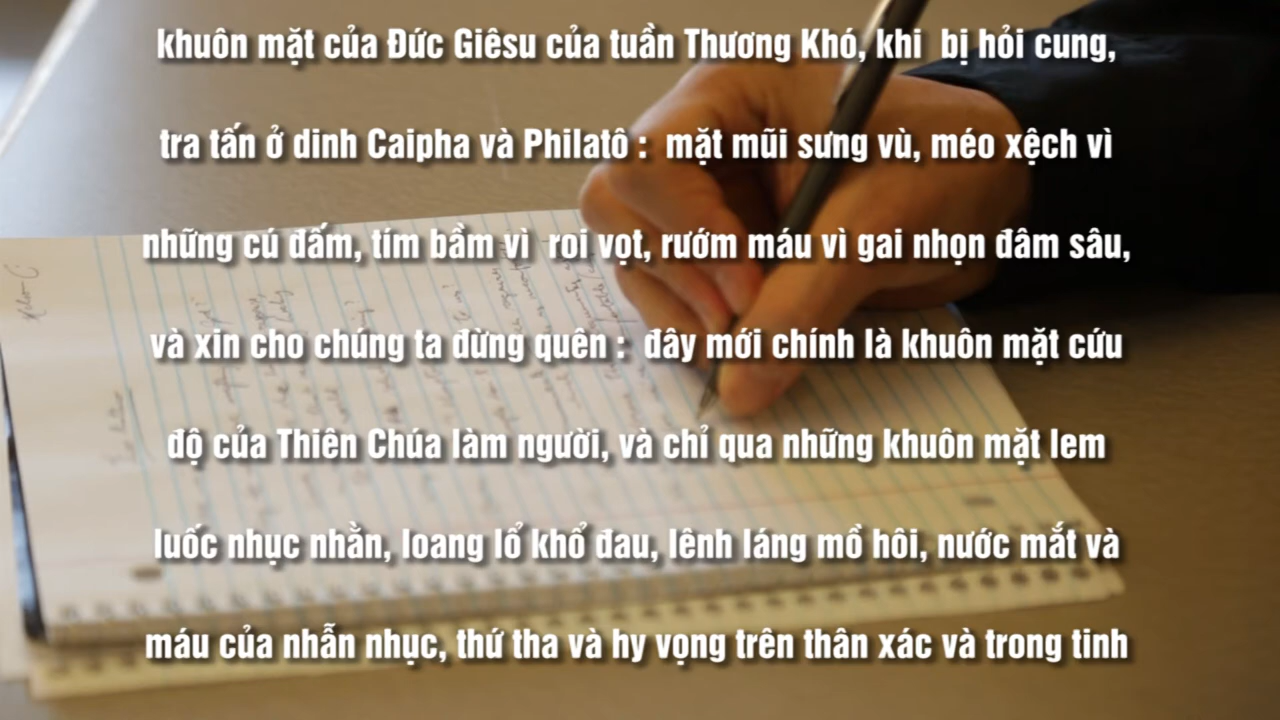 khuôn mặt của Đức Giêsu của tuần Thương Khó, khi bị hỏi cung,
tra tấn ở dinh Caipha và Philatô : mặt mũi sưng vù, méo xệch vì
những cú đấm, tím bầm vì roi vọt, rướm máu vì gai nhọn đâm sâu,
và xin cho chúng ta đừng quên : đây mới chính là khuôn mặt cứu
độ của Thiên Chúa làm người, và chỉ qua những khuôn mặt lem
luốc nhục nhằn, loang lổ khổ đau, lênh láng mồ hôi, nước mắt và
máu của nhẫn nhục, thứ tha và hy vọng trên thân xác và trong tinh